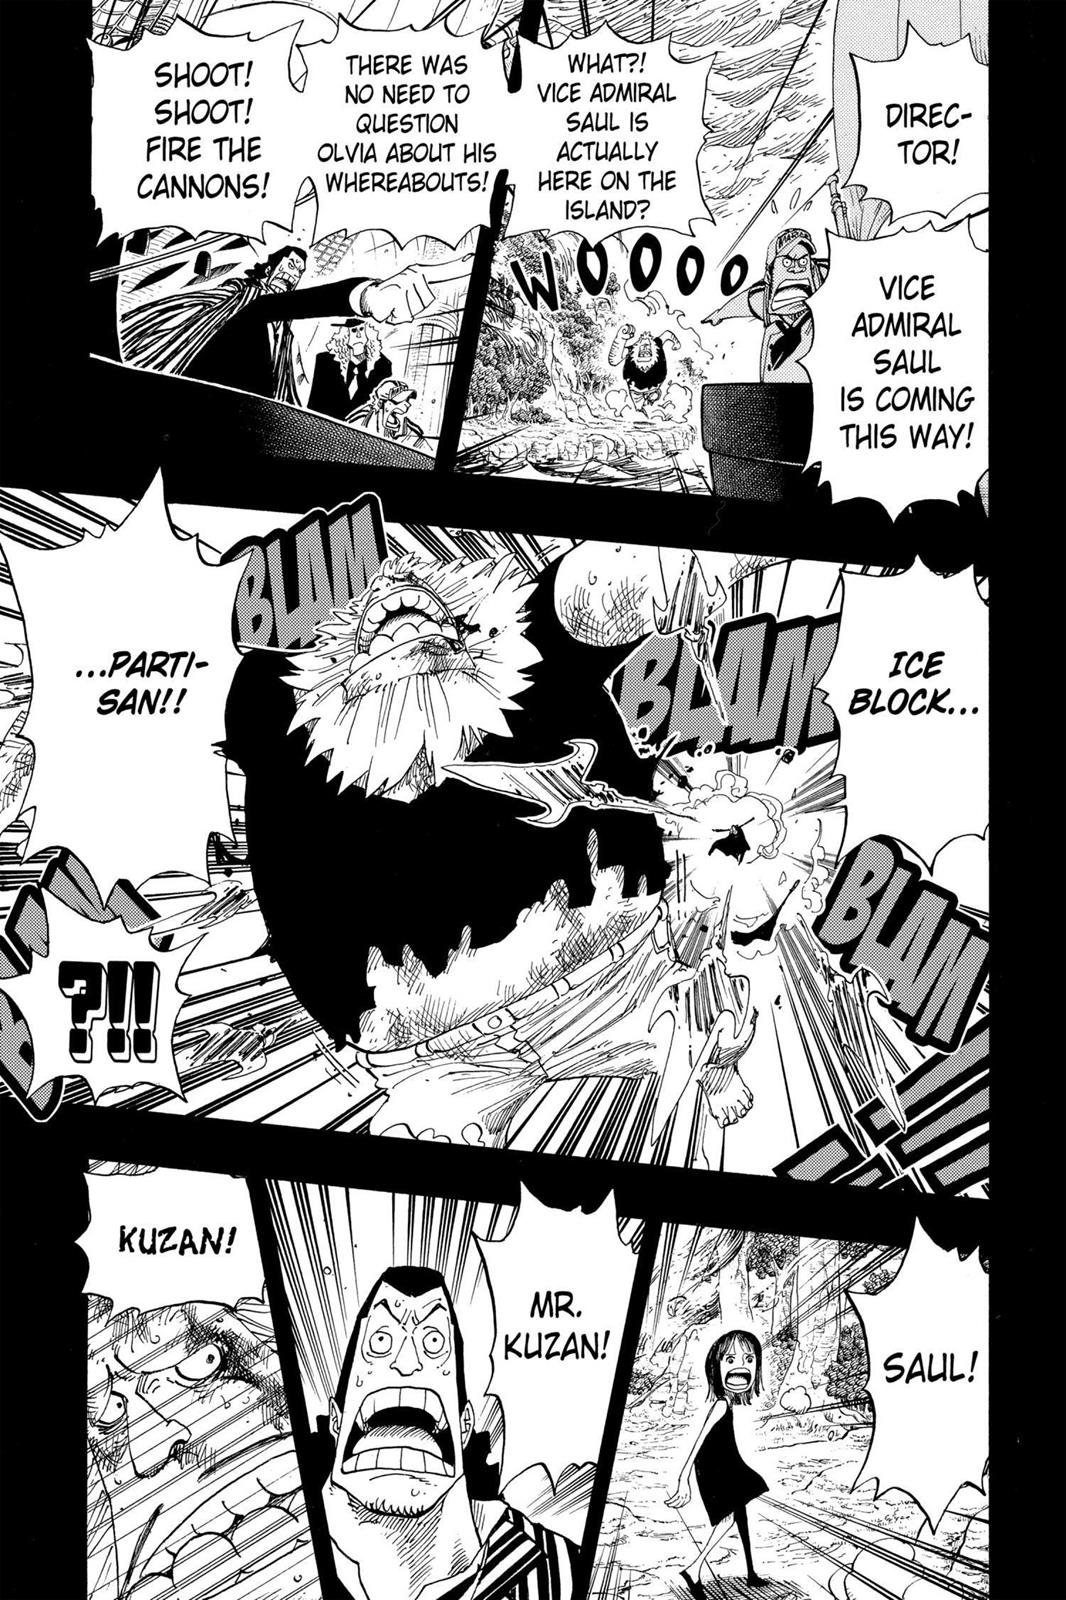 DIREC-
TOR!
VICE
ADMIRAL
SAUL
IS COMING
THIS WAY!
WHAT?!
VICE ADMIRAL
SAUL IS
ACTUALLY
HERE ON THE
ISLAND?
WOOOO
THERE WAS
NO NEED TO
QUESTION
OLVIA ABOUT HIS
WHEREABOUTS!
SHOOT!
SHOOT!
FIRE THE
CANNONS!
ICE
BLOCK...
BLAM
BLAM
BLAM
...PARTI-
SAN!!
?!!
SAUL!
MR.
KUZAN!
KUZAN!